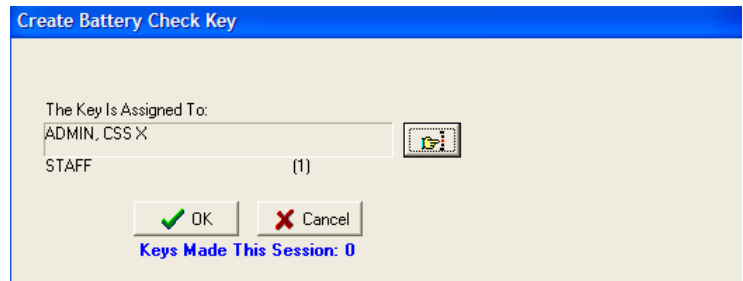 Create Battery Check Key
The Key Is Assigned To:
ADMIN, CSS X
STAFF (1)
OK Cancel
Keys Made This Session: 0